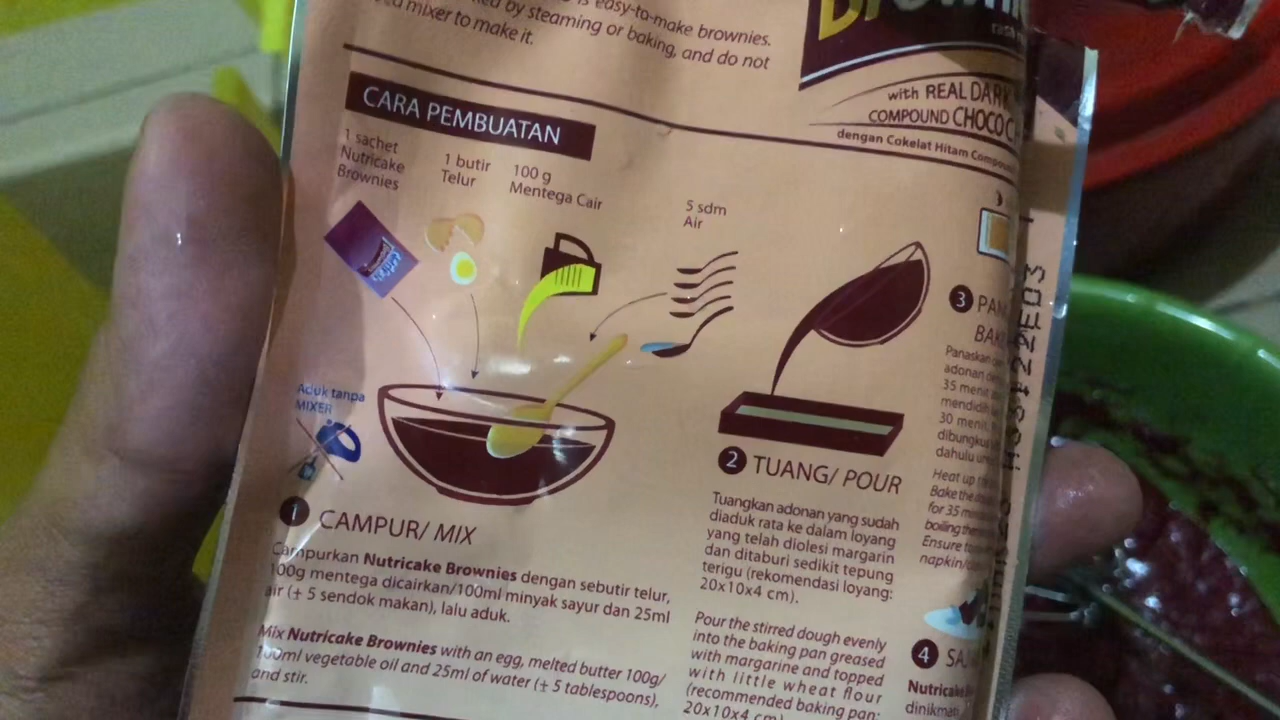 is easy-to-make brownies.
by steaming or baking, and do not
mixer to make it.
with REAL DARK
COMPOUND CHOCO
dengan Cokelat Hitam
CARA PEMBUATAN
1 sachet
Nutricake
Brownies
1 butir
Telur
100 g
Mentega Cair
5 sdm
Air
Aduk tanpa
MIXER
1 CAMPUR/ MIX
Campurkan Nutricake Brownies dengan sebutir telur,
100g mentega dicairkan/100ml minyak sayur dan 25ml
air (± 5 sendok makan), lalu aduk.
Mix Nutricake Brownies with an egg, melted butter 100g/
100ml vegetable oil and 25ml of water (± 5 tablespoons),
and stir.
2 TUANG/ POUR
Tuangkan adonan yang sudah
diaduk rata ke dalam loyang
yang telah diolesi margarin
dan ditaburi sedikit tepung
terigu (rekomendasi loyang:
20x10x4 cm).
Pour the stirred dough evenly
into the baking pan greased
with margarine and topped
with little wheat flour
(recommended baking pan:
20x10x4 cm)
3
Panaskan
adonan
35 menit
mendidih
30 menit.
dibungkus
dahulu
Heat up
Bake the
for 35
boiling
Ensure
napkin/
4
Nutricake
dinikmati